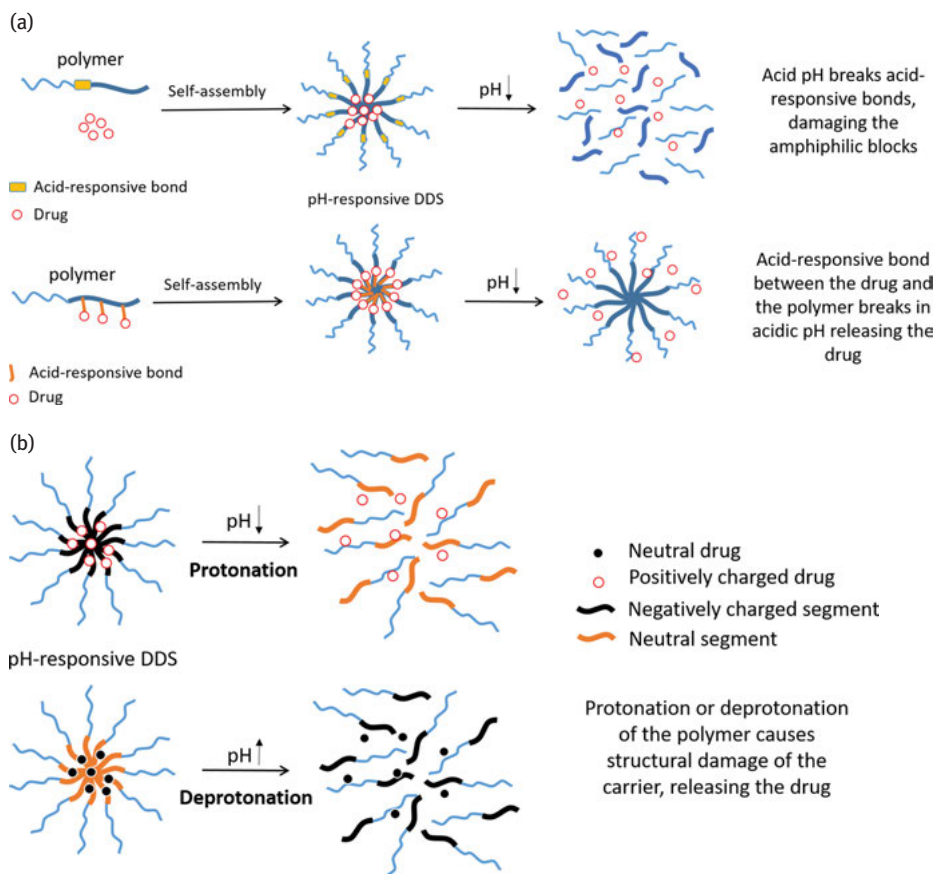 (a)
polymer
Self-assembly
pH↓
Acid pH breaks acid-
responsive bonds,
damaging the
amphiphilic blocks
Acid-responsive bond
Drug
pH-responsive DDS
polymer
Self-assembly
pH↓
Acid-responsive bond
between the drug and
the polymer breaks in
acidic pH releasing the
drug
Acid-responsive bond
Drug
(b)
pH↓
Protonation
Neutral drug
Positively charged drug
Negatively charged segment
Neutral segment
pH-responsive DDS
pH↑
Deprotonation
Protonation or deprotonation
of the polymer causes
structural damage of the
carrier, releasing the drug